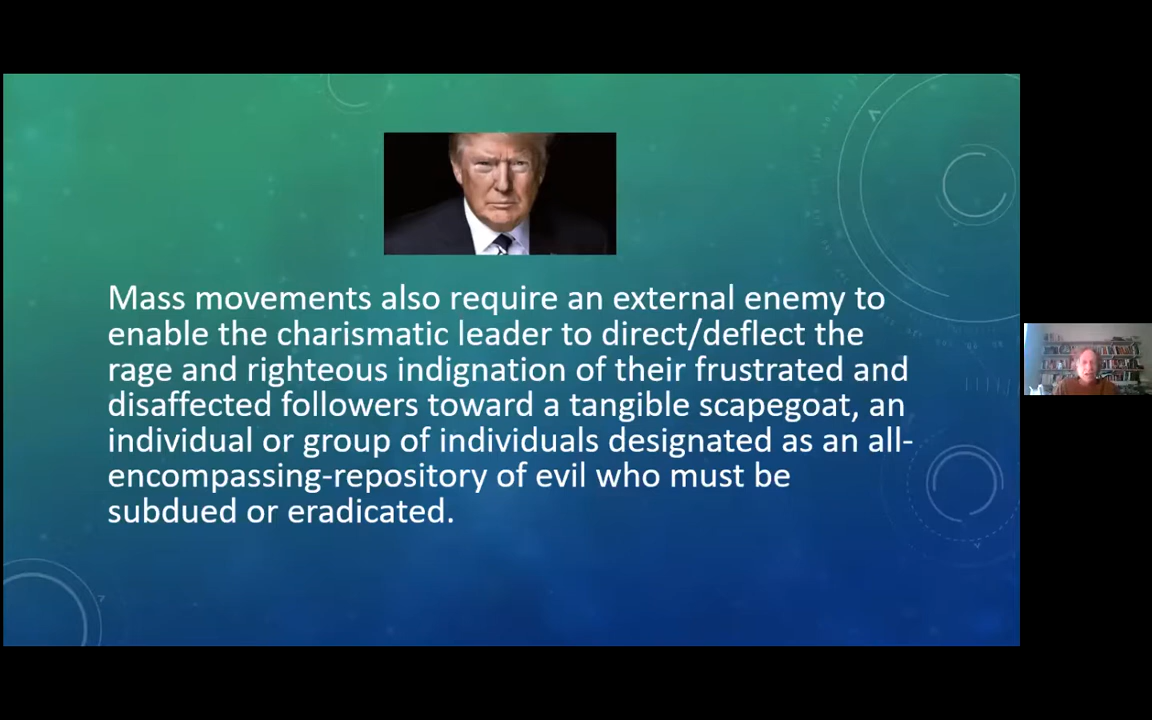 Mass movements also require an external enemy to
enable the charismatic leader to direct/deflect the
rage and righteous indignation of their frustrated and
disaffected followers toward a tangible scapegoat, an
individual or group of individuals designated as an all-
encompassing-repository of evil who must be
subdued or eradicated.